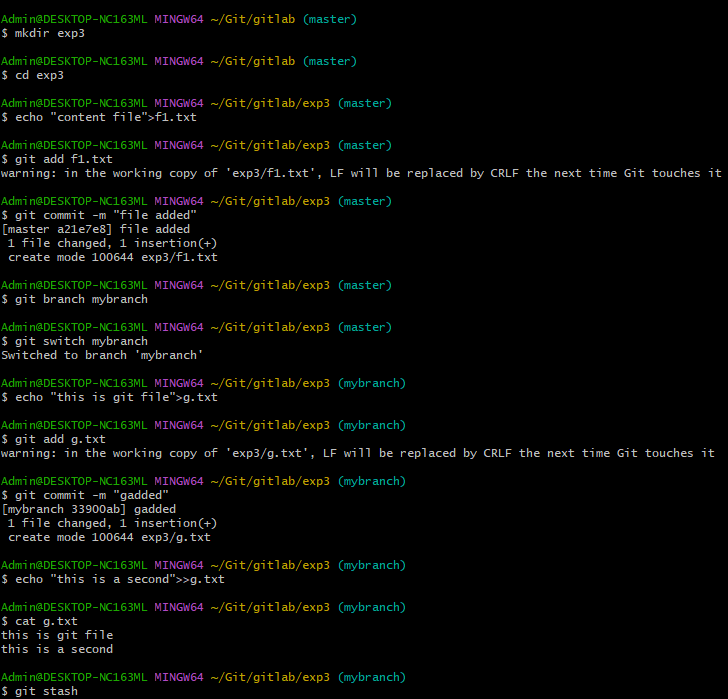 Admin@DESKTOP-NC163ML MINGW64 ~/Git/gitlab (master)
$ mkdir exp3
Admin@DESKTOP-NC163ML MINGW64 ~/Git/gitlab (master)
$ cd exp3
Admin@DESKTOP-NC163ML MINGW64 ~/Git/gitlab/exp3 (master)
$ echo "content file">f1.txt
Admin@DESKTOP-NC163ML MINGW64 ~/Git/gitlab/exp3 (master)
$ git add f1.txt
warning: in the working copy of 'exp3/f1.txt', LF will be replaced by CRLF the next time Git touches it
Admin@DESKTOP-NC163ML MINGW64 ~/Git/gitlab/exp3 (master)
$ git commit -m "file added"
[master a21e7e8] file added
 1 file changed, 1 insertion(+)
 create mode 100644 exp3/f1.txt
Admin@DESKTOP-NC163ML MINGW64 ~/Git/gitlab/exp3 (master)
$ git branch mybranch
Admin@DESKTOP-NC163ML MINGW64 ~/Git/gitlab/exp3 (master)
$ git switch mybranch
Switched to branch 'mybranch'
Admin@DESKTOP-NC163ML MINGW64 ~/Git/gitlab/exp3 (mybranch)
$ echo "this is git file">g.txt
Admin@DESKTOP-NC163ML MINGW64 ~/Git/gitlab/exp3 (mybranch)
$ git add g.txt
warning: in the working copy of 'exp3/g.txt', LF will be replaced by CRLF the next time Git touches it
Admin@DESKTOP-NC163ML MINGW64 ~/Git/gitlab/exp3 (mybranch)
$ git commit -m "gadded"
[mybranch 33900ab] gadded
 1 file changed, 1 insertion(+)
 create mode 100644 exp3/g.txt
Admin@DESKTOP-NC163ML MINGW64 ~/Git/gitlab/exp3 (mybranch)
$ echo "this is a second">>g.txt
Admin@DESKTOP-NC163ML MINGW64 ~/Git/gitlab/exp3 (mybranch)
$ cat g.txt
this is git file
this is a second
Admin@DESKTOP-NC163ML MINGW64 ~/Git/gitlab/exp3 (mybranch)
$ git stash